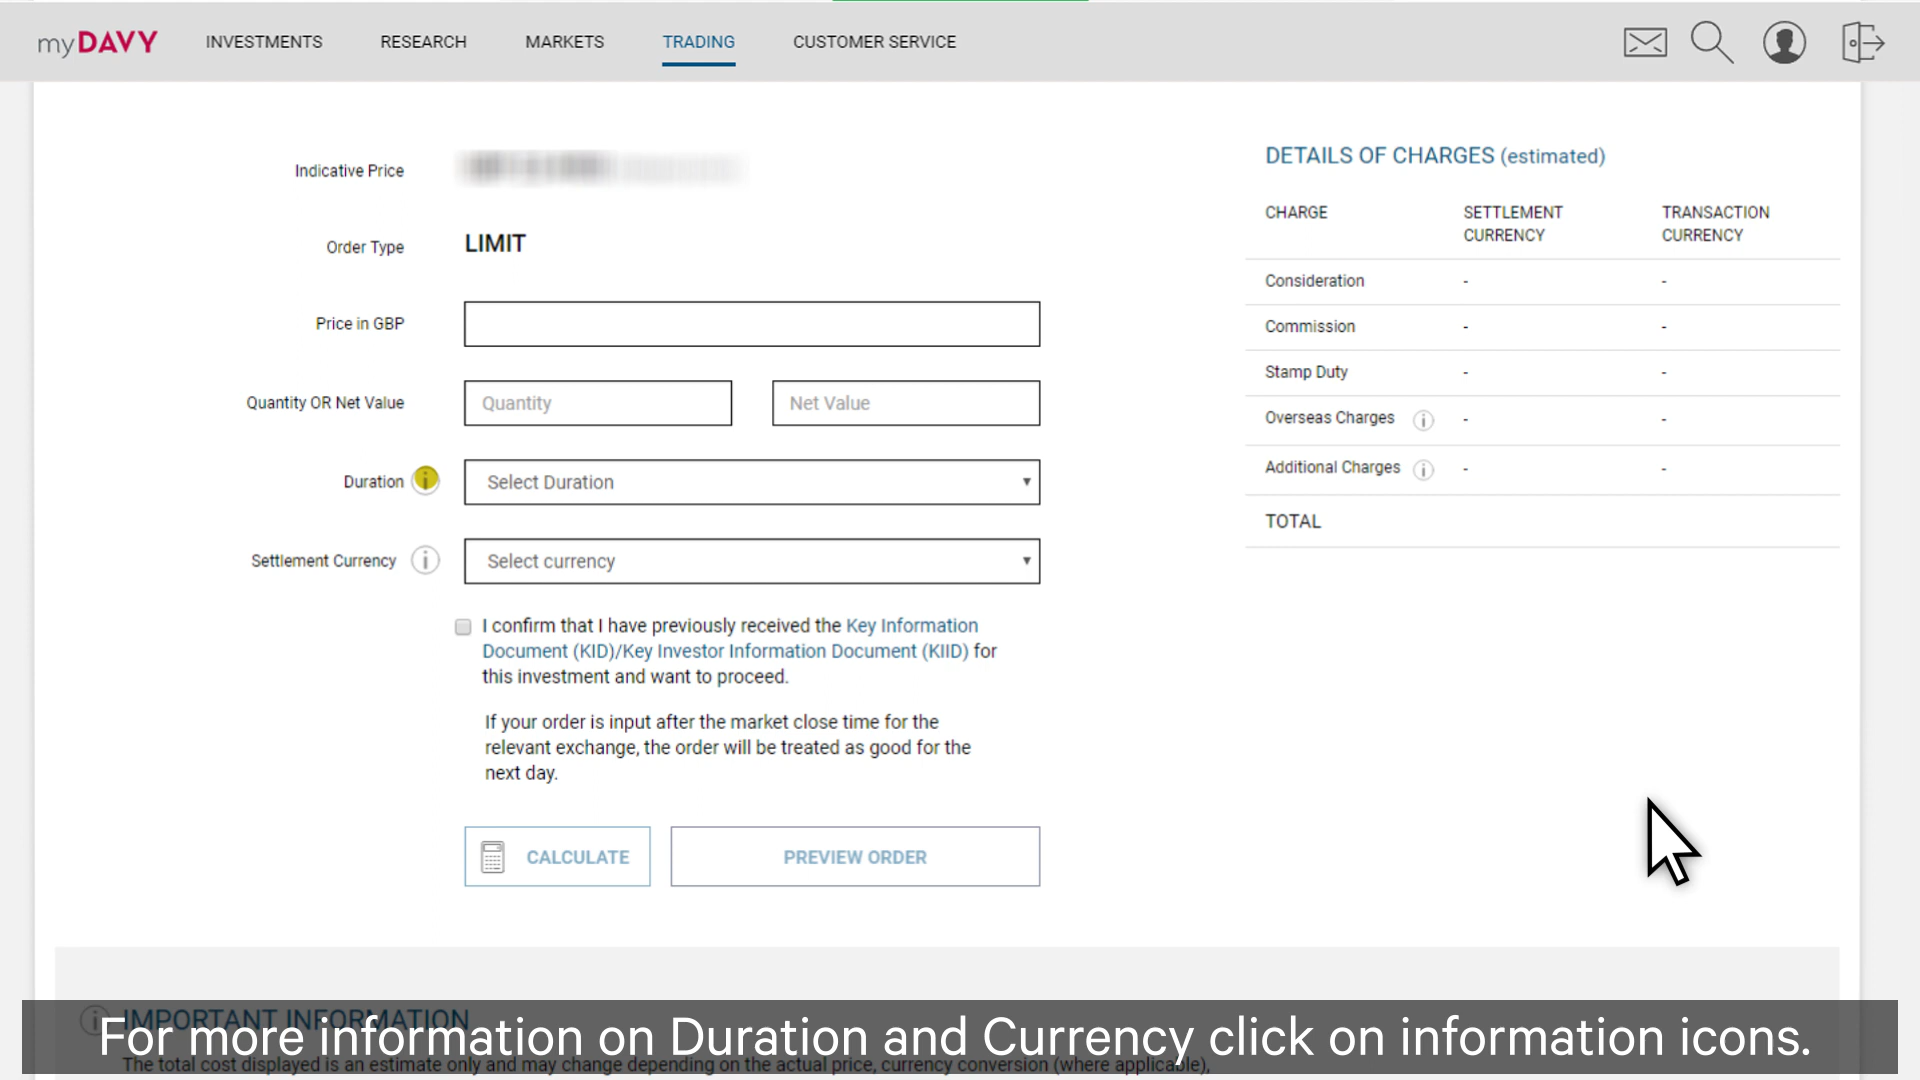 myDAVY
INVESTMENTS
RESEARCH
MARKETS
TRADING
CUSTOMER SERVICE
Indicative Price
Order Type
LIMIT
Price in GBP
Quantity OR Net Value
Quantity
Net Value
Duration
Select Duration
Settlement Currency
Select currency
I confirm that I have previously received the Key Information
Document (KID)/Key Investor Information Document (KIID) for
this investment and want to proceed.
If your order is input after the market close time for the
relevant exchange, the order will be treated as good for the
next day.
CALCULATE
PREVIEW ORDER
DETAILS OF CHARGES (estimated)
CHARGE
SETTLEMENT
CURRENCY
TRANSACTION
CURRENCY
Consideration - -
Commission - -
Stamp Duty - -
Overseas Charges - -
Additional Charges - -
TOTAL
IMPORTANT INFORMATION
For more information on Duration and Currency click on information icons.
The total cost displayed is an estimate only and may change depending on the actual price, currency conversion (where applicable),